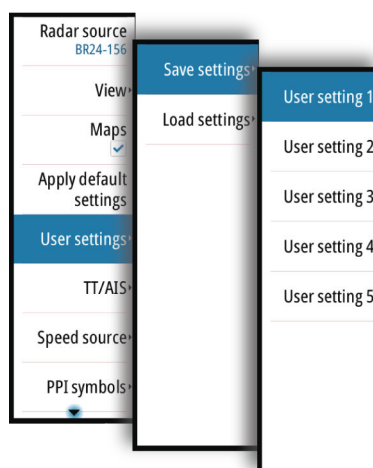 Radar source
BR24-156
View
Maps
Apply default
settings
User settings
TT/AIS
Speed source
PPI symbols
Save settings
Load settings
User setting 1
User setting 2
User setting 3
User setting 4
User setting 5